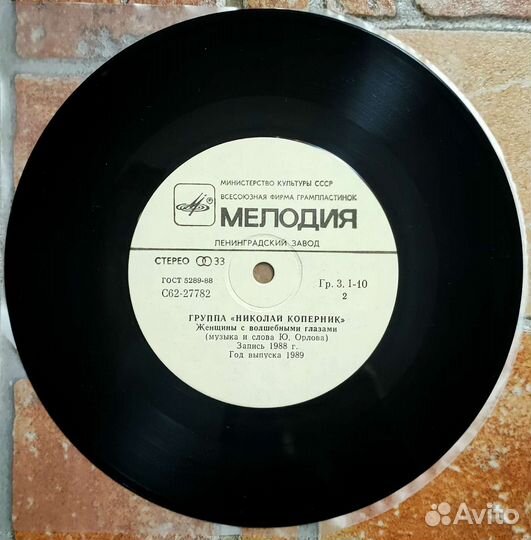 МИНИСТЕРСТВО КУЛЬТУРЫ СССР
ВСЕСОЮЗНАЯ ФИРМА ГРАМПЛАСТИНОК
МЕЛОДИЯ
ЛЕНИНГРАДСКИЙ ЗАВОД
СТЕРЕО 33
ГОСТ 5289-88
Гр. 3. 1-10
С62-27782
2
ГРУППА «НИКОЛАЙ КОПЕРНИК»
Женщины с волшебными глазами
(музыка и слова Ю. Орлова)
Запись 1988 г.
Год выпуска 1989
Avito